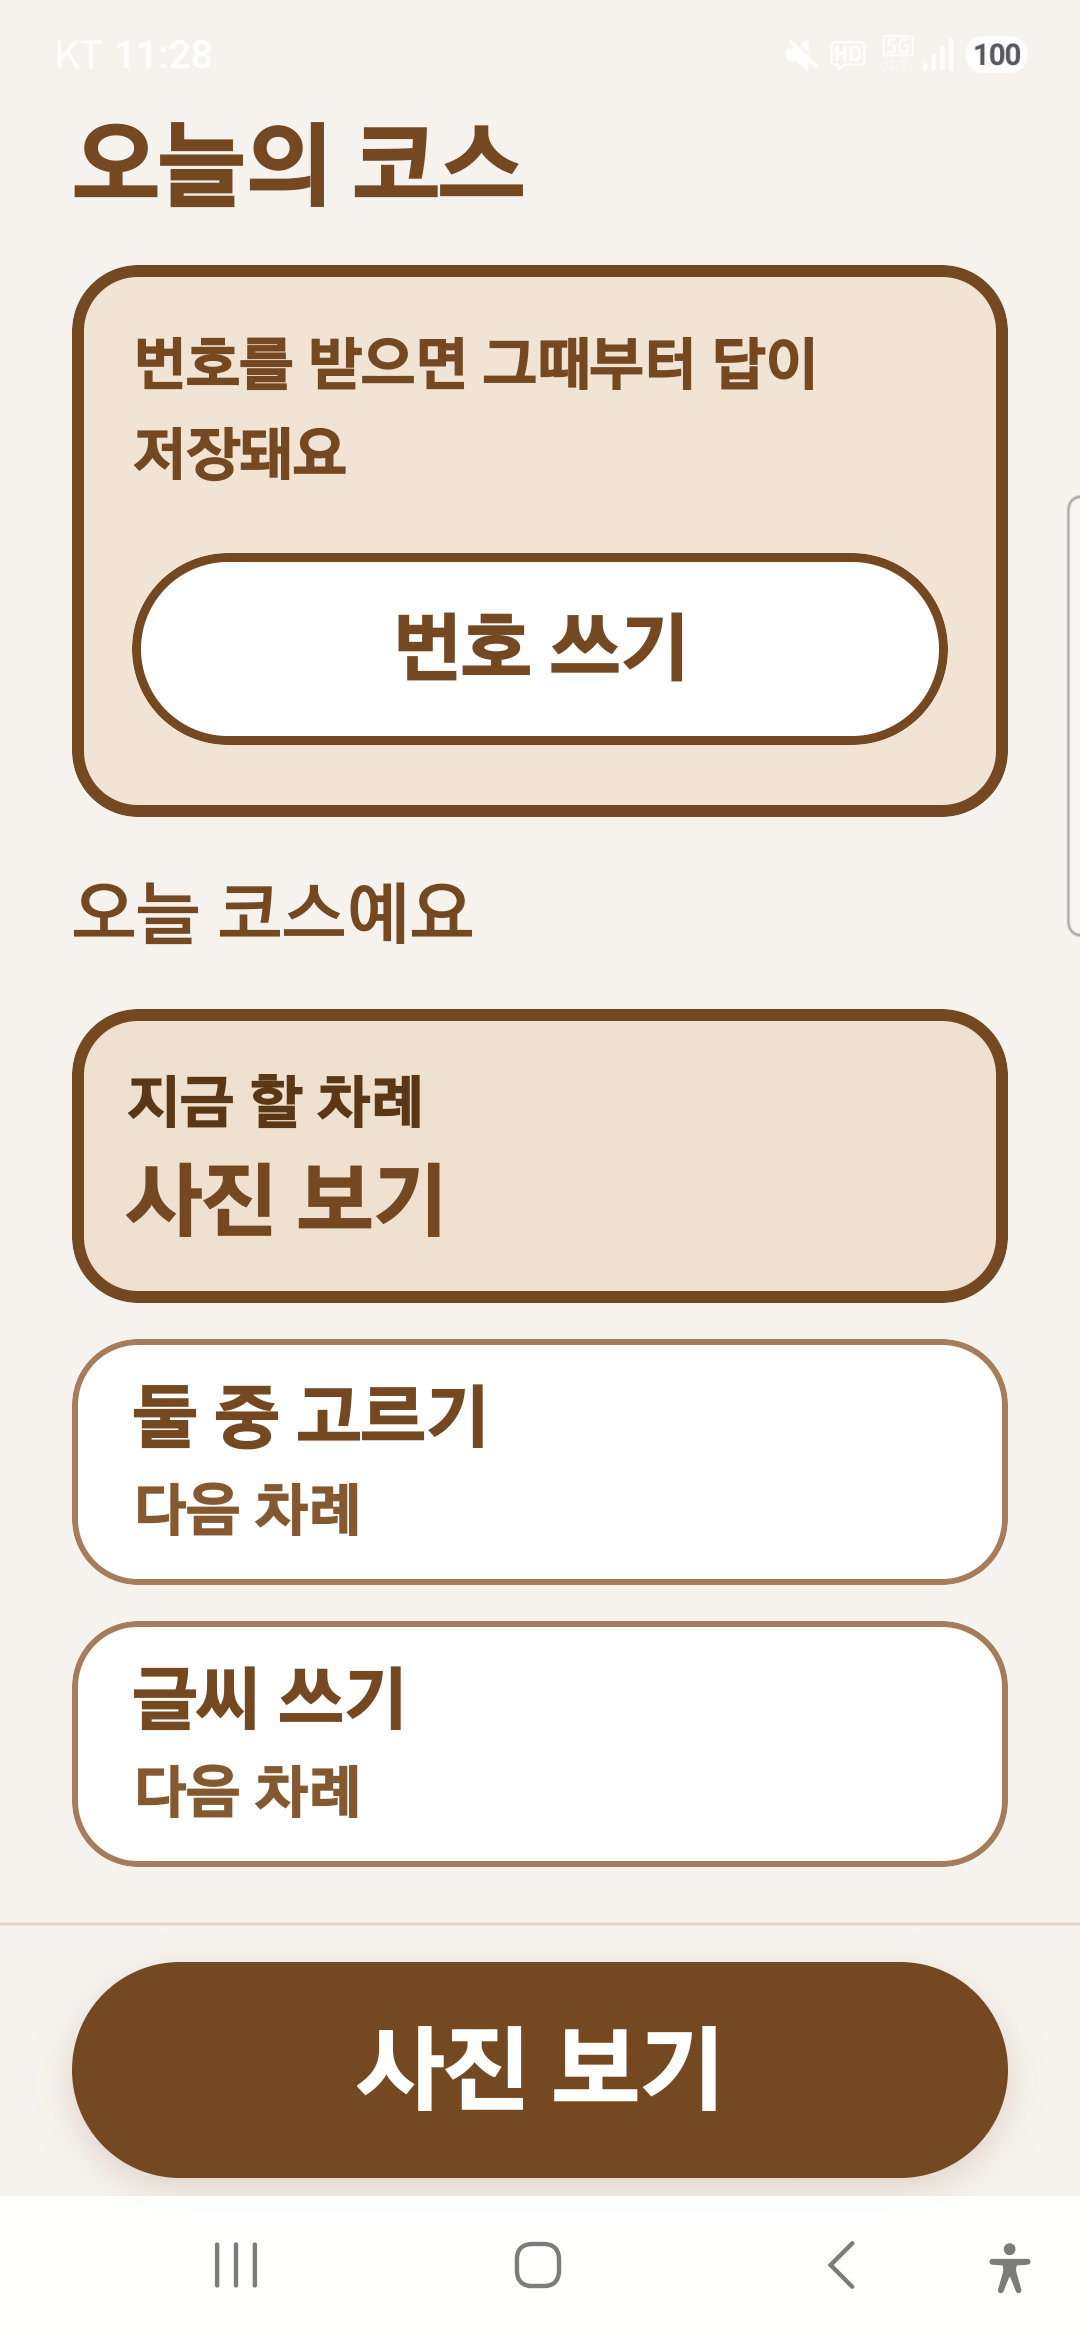 KT 11:28
HD 5G 100
오늘의 코스
번호를 받으면 그때부터 답이
저장돼요
번호 쓰기
오늘 코스예요
지금 할 차례
사진 보기
둘 중 고르기
다음 차례
글씨 쓰기
다음 차례
사진 보기